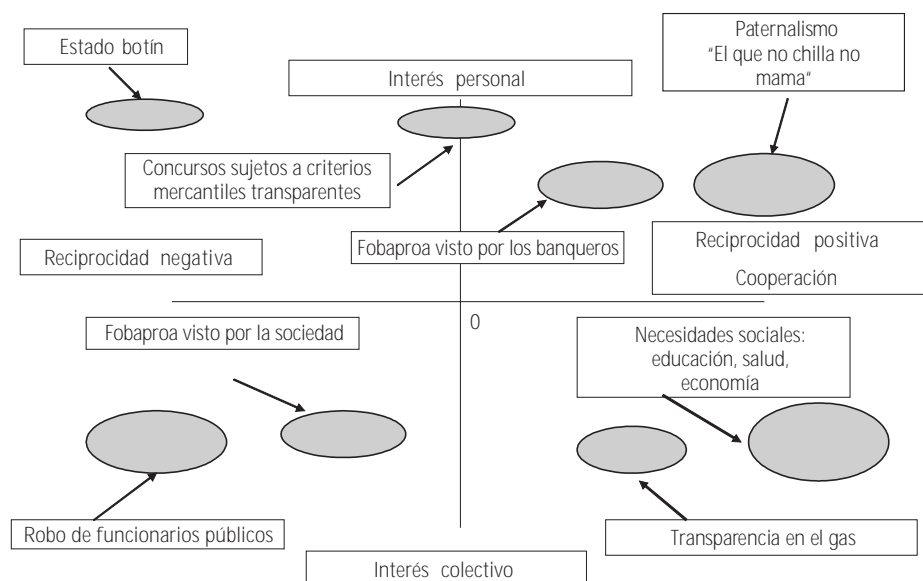 Estado botín
Paternalismo
"El que no chilla no
mama"
Interés personal
Concursos sujetos a criterios
mercantiles transparentes
Fobaproa visto por los banqueros
Reciprocidad positiva
Cooperación
Reciprocidad negativa
0
Fobaproa visto por la sociedad
Necesidades sociales:
educación, salud,
economía
Robo de funcionarios públicos
Transparencia en el gas
Interés colectivo